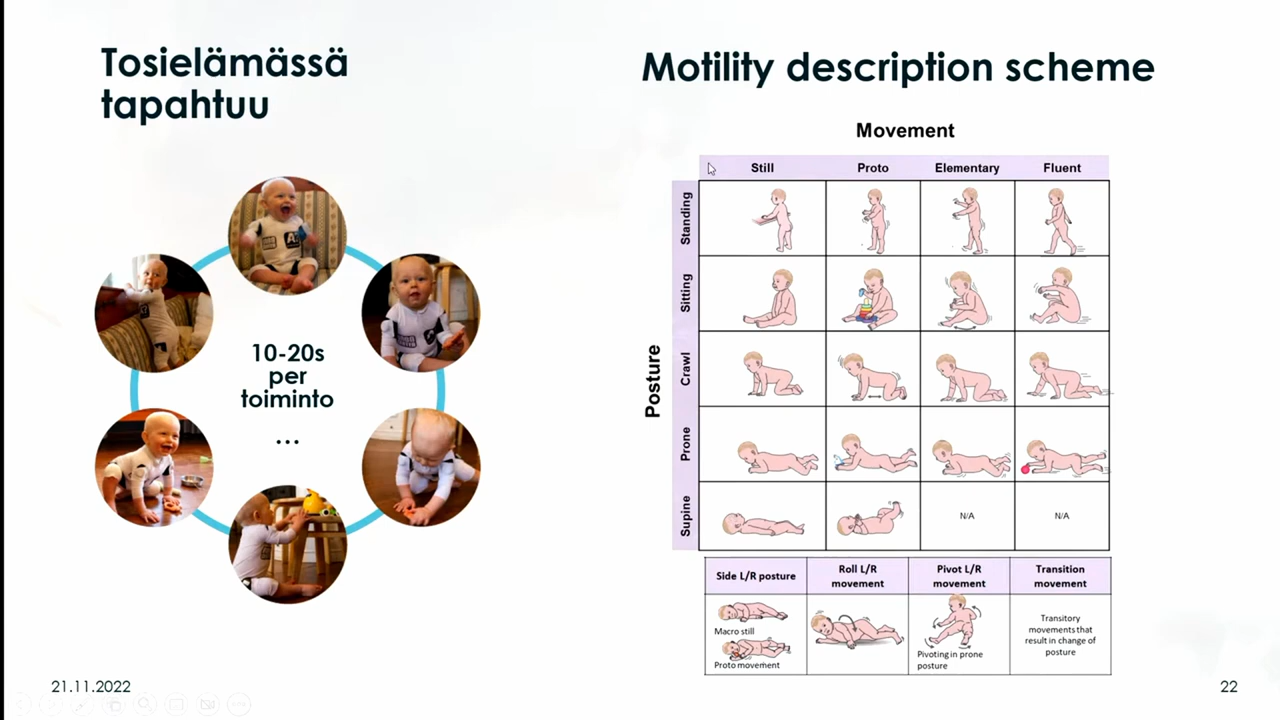 Tosielämässä
tapahtuu
10-20s
per
toiminto
...
Motility description scheme
Movement
Still Proto Elementary Fluent
Posture
Standing
Sitting
Crawl
Prone
Supine
N/A N/A
Side L/R posture
Macro still
Proto movement
Roll L/R
movement
Pivot L/R
movement
Pivoting in prone
posture
Transition
movement
Transitory
movements that
result in change of
posture
21.11.2022
22